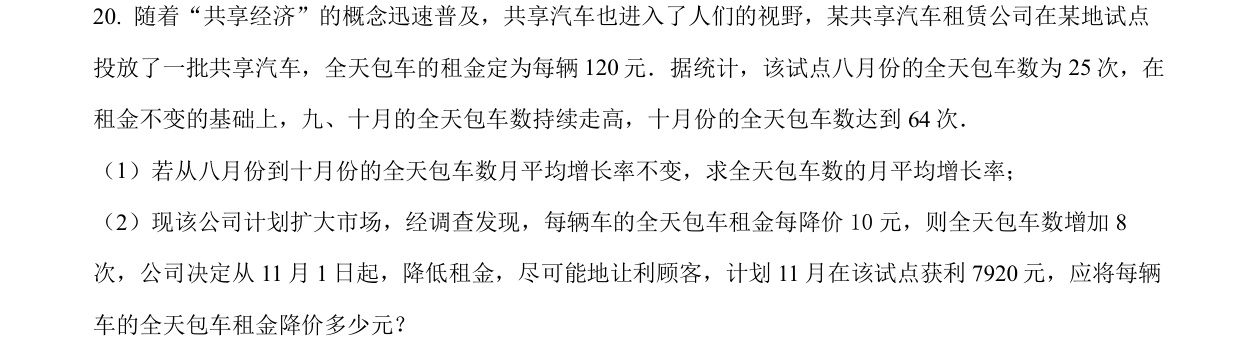 20. 随着“共享经济”的概念迅速普及，共享汽车也进入了人们的视野，某共享汽车租赁公司在某地试点
投放了一批共享汽车，全天包车的租金定为每辆 120 元．据统计，该试点八月份的全天包车数为 25 次，在
租金不变的基础上，九、十月的全天包车数持续走高，十月份的全天包车数达到 64 次．
（1）若从八月份到十月份的全天包车数月平均增长率不变，求全天包车数的月平均增长率；
（2）现该公司计划扩大市场，经调查发现，每辆车的全天包车租金每降价 10 元，则全天包车数增加 8
次，公司决定从 11 月 1 日起，降低租金，尽可能地让利顾客，计划 11 月在该试点获利 7920 元，应将每辆
车的全天包车租金降价多少元？